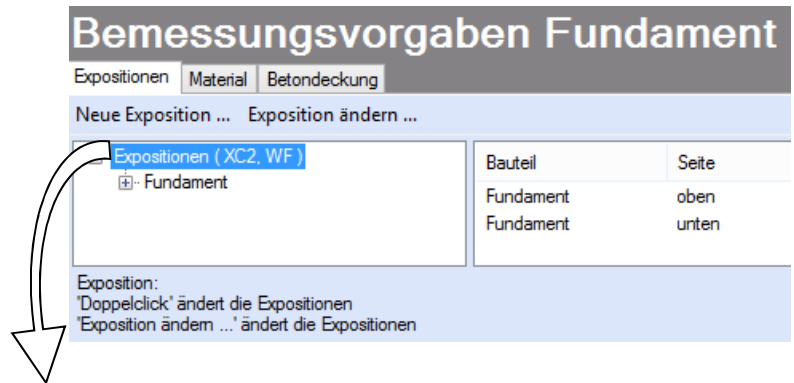 Bemessungsvorgaben Fundament
Expositionen Material Betondeckung
Neue Exposition ... Exposition ändern ...
Expositionen ( XC2, WF )
Fundament
Bauteil Seite
Fundament oben
Fundament unten
Exposition:
'Doppelclick' ändert die Expositionen
'Exposition ändern ...' ändert die Expositionen